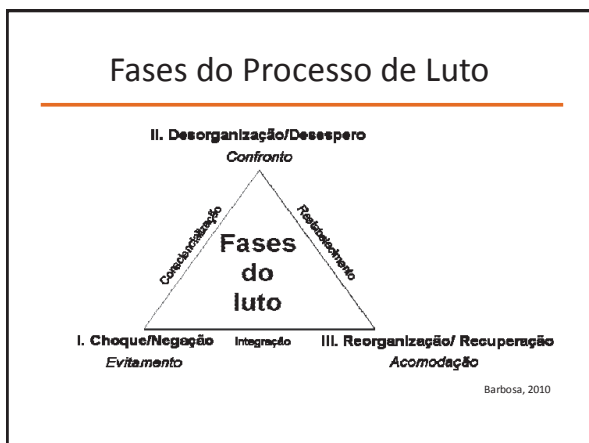 Fases do Processo de Luto
II. Desorganização/Desespero
Confronto
Consciencialização
Restabelecimento
Fases
do
luto
I. Choque/Negação
Integração
III. Reorganização/ Recuperação
Evitamento
Acomodação
Barbosa, 2010